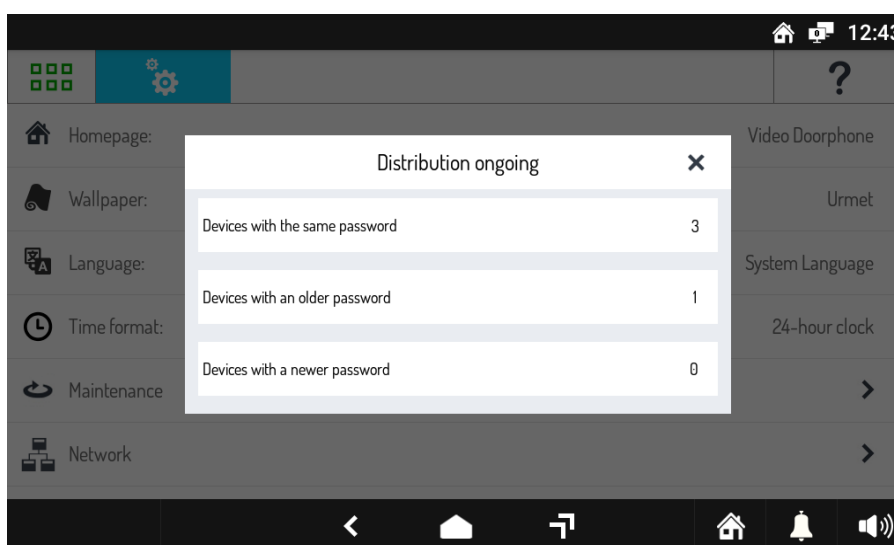 12:43
?
Homepage:
Video Doorphone
Distribution ongoing
Wallpaper:
Urmet
Devices with the same password 3
Language:
System Language
Devices with an older password 1
Time format:
24-hour clock
Devices with a newer password 0
Maintenance
Network